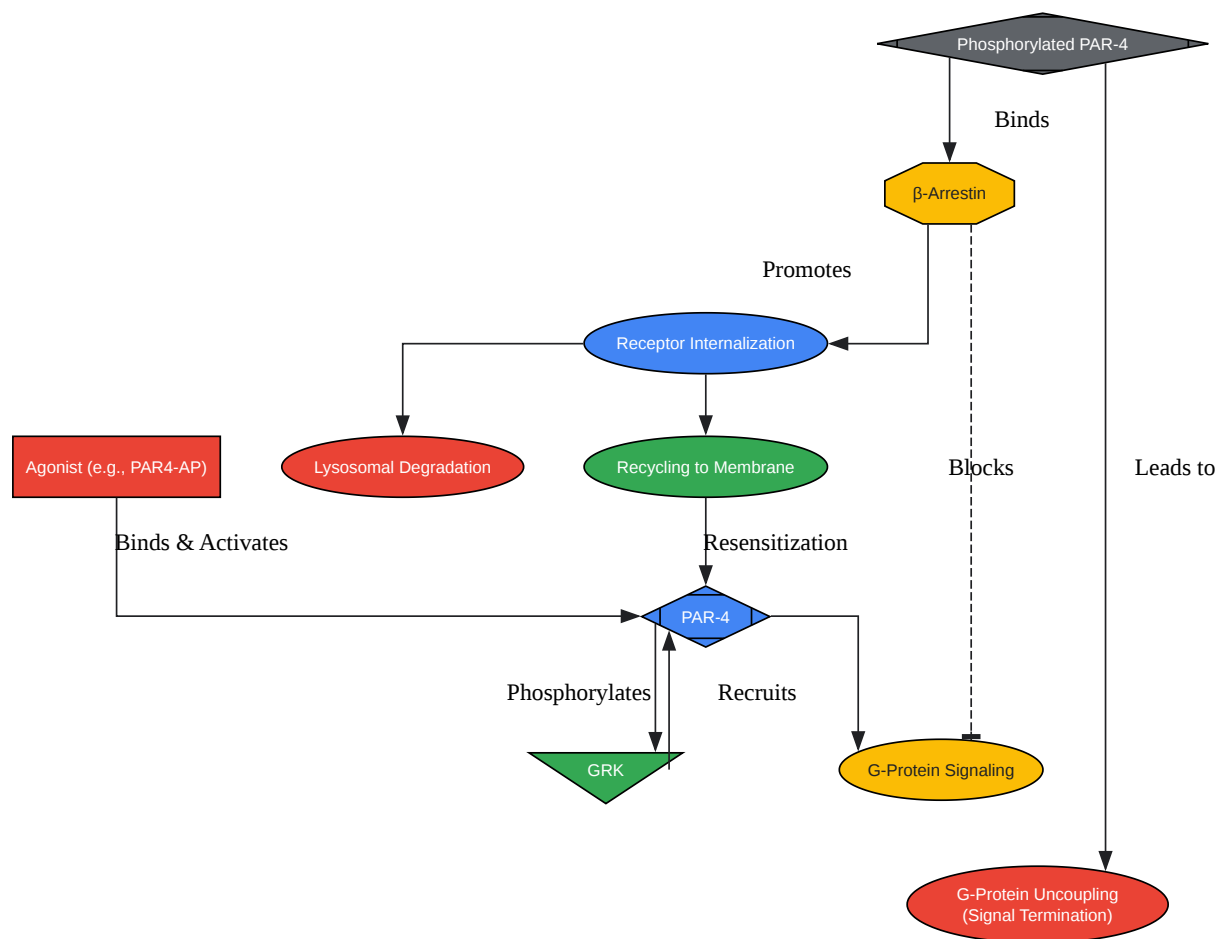 Phosphorylated PAR-4
Binds
β-Arrestin
Promotes
Receptor Internalization
Agonist (e.g., PAR4-AP)
Lysosomal Degradation
Recycling to Membrane
Blocks
Leads to
Binds & Activates
Resensitization
PAR-4
Phosphorylates
Recruits
GRK
G-Protein Signaling
G-Protein Uncoupling
(Signal Termination)